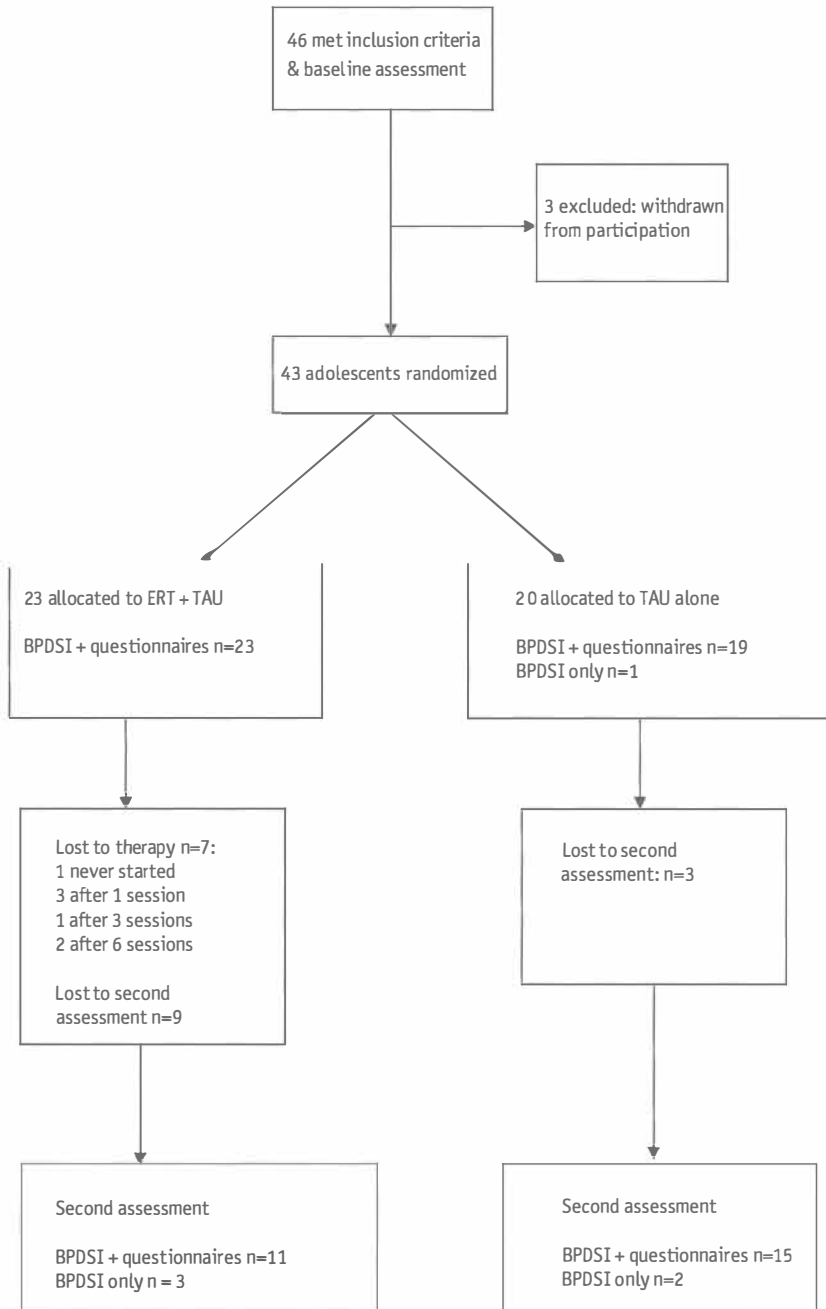 46 met inclusion criteria
& baseline assessment
3 excluded: withdrawn
from participation
43 adolescents randomized
23 allocated to ERT + TAU
BPDSI + questionnaires n=23
20 allocated to TAU alone
BPDSI + questionnaires n=19
BPDSI only n=1
Lost to therapy n=7:
1 never started
3 after 1 session
1 after 3 sessions
2 after 6 sessions
Lost to second
assessment n=9
Lost to second
assessment: n=3
Second assessment
BPDSI + questionnaires n=11
BPDSI only n = 3
Second assessment
BPDSI + questionnaires n=15
BPDSI only n=2